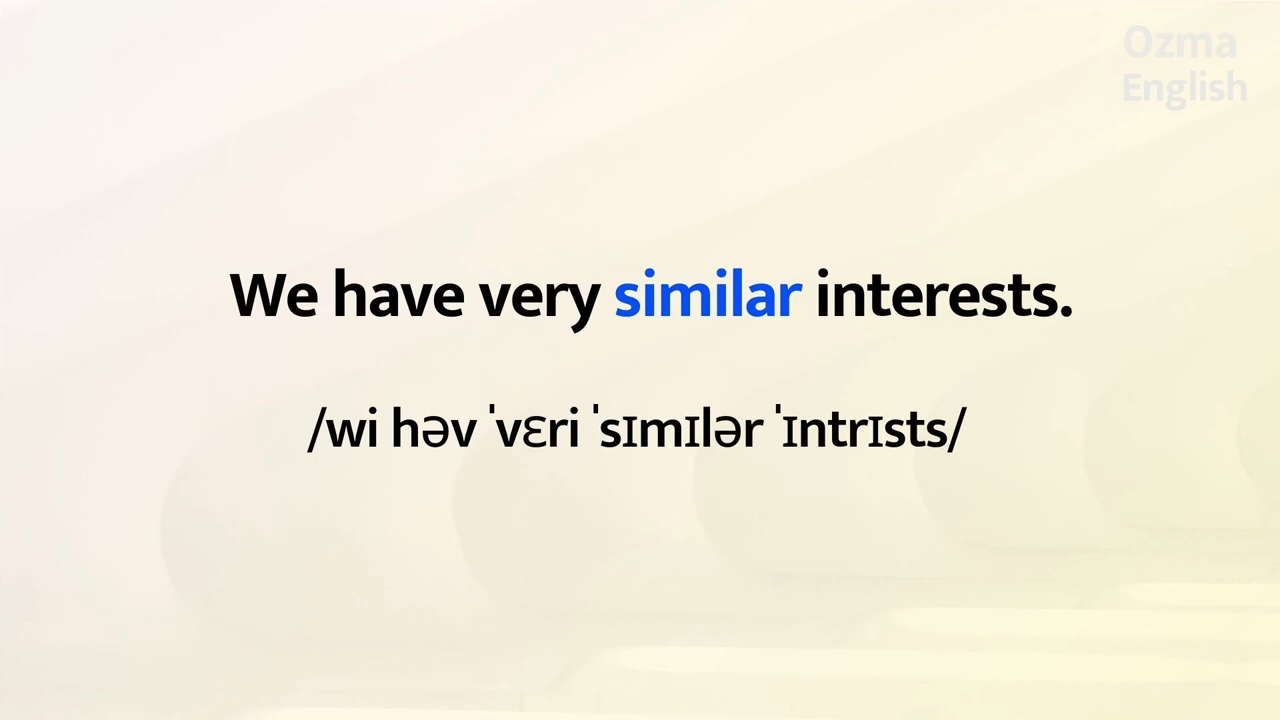 Ozma
English
We have very similar interests.
/wi həv ˈvɛri ˈsɪmɪlər ˈɪntrɪsts/